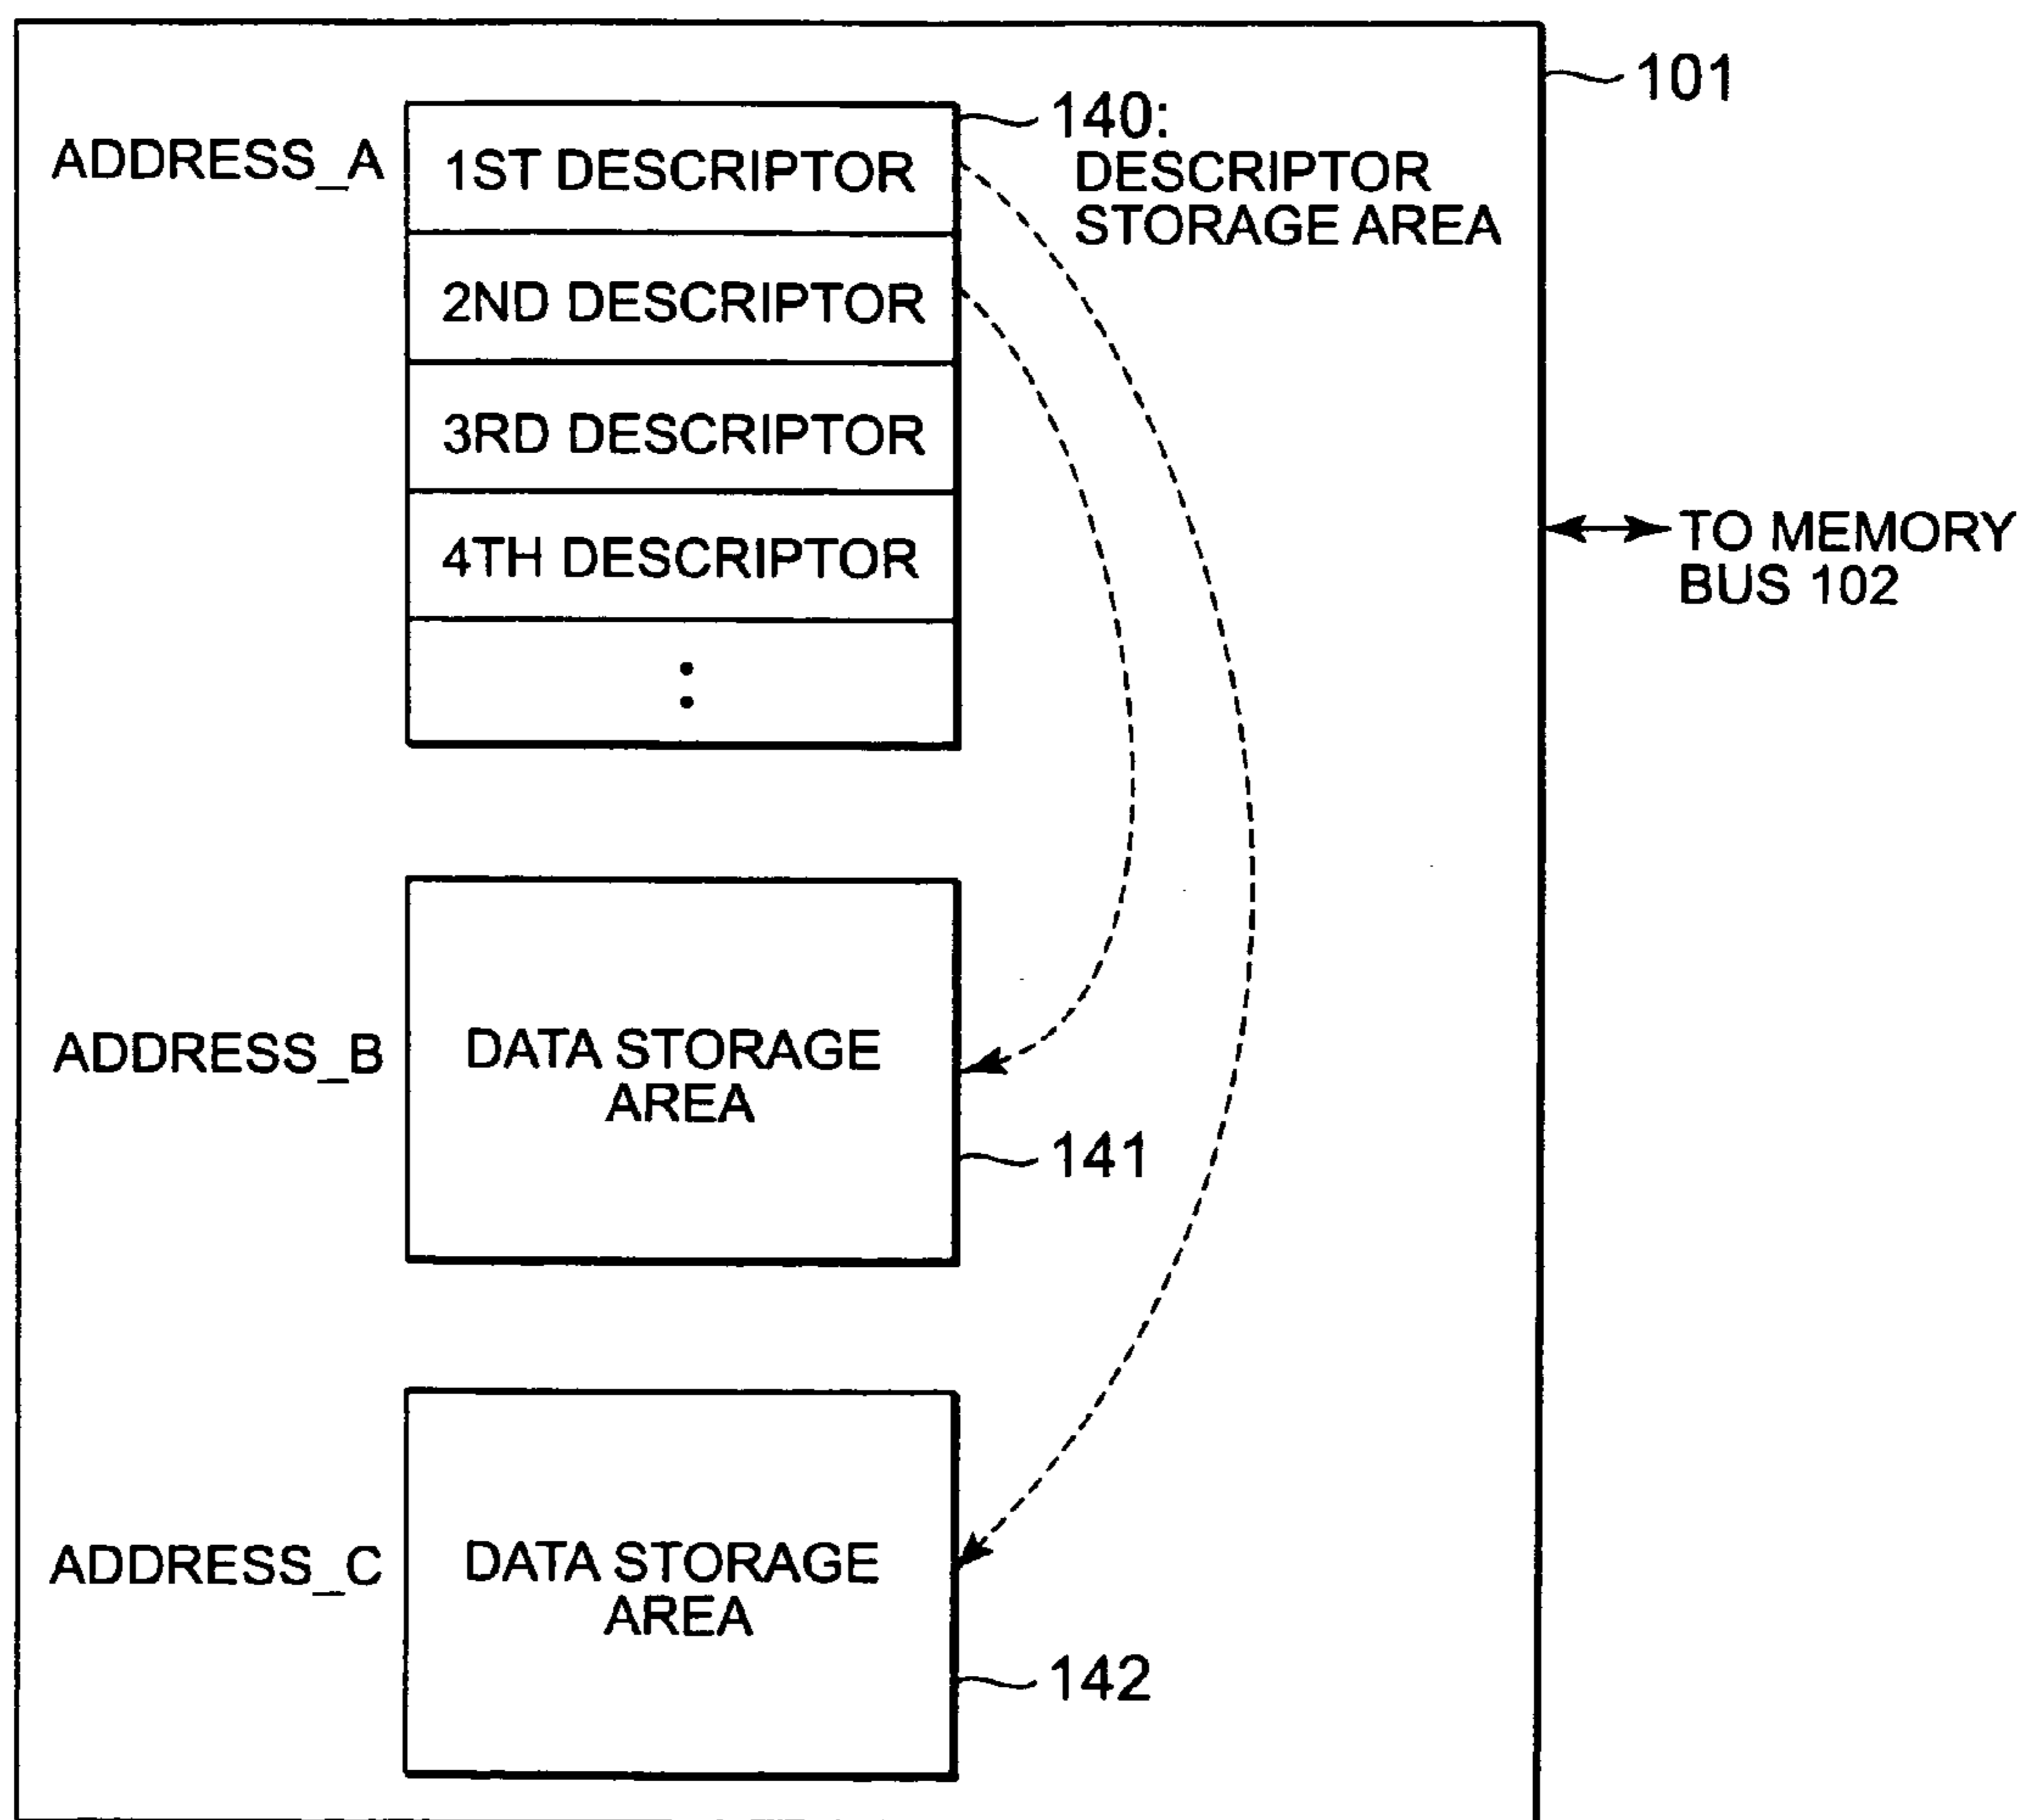 101
140:
DESCRIPTOR
STORAGE AREA
ADDRESS_A
1ST DESCRIPTOR
2ND DESCRIPTOR
3RD DESCRIPTOR
4TH DESCRIPTOR
:
TO MEMORY
BUS 102
ADDRESS_B
DATA STORAGE
AREA
141
ADDRESS_C
DATA STORAGE
AREA
142